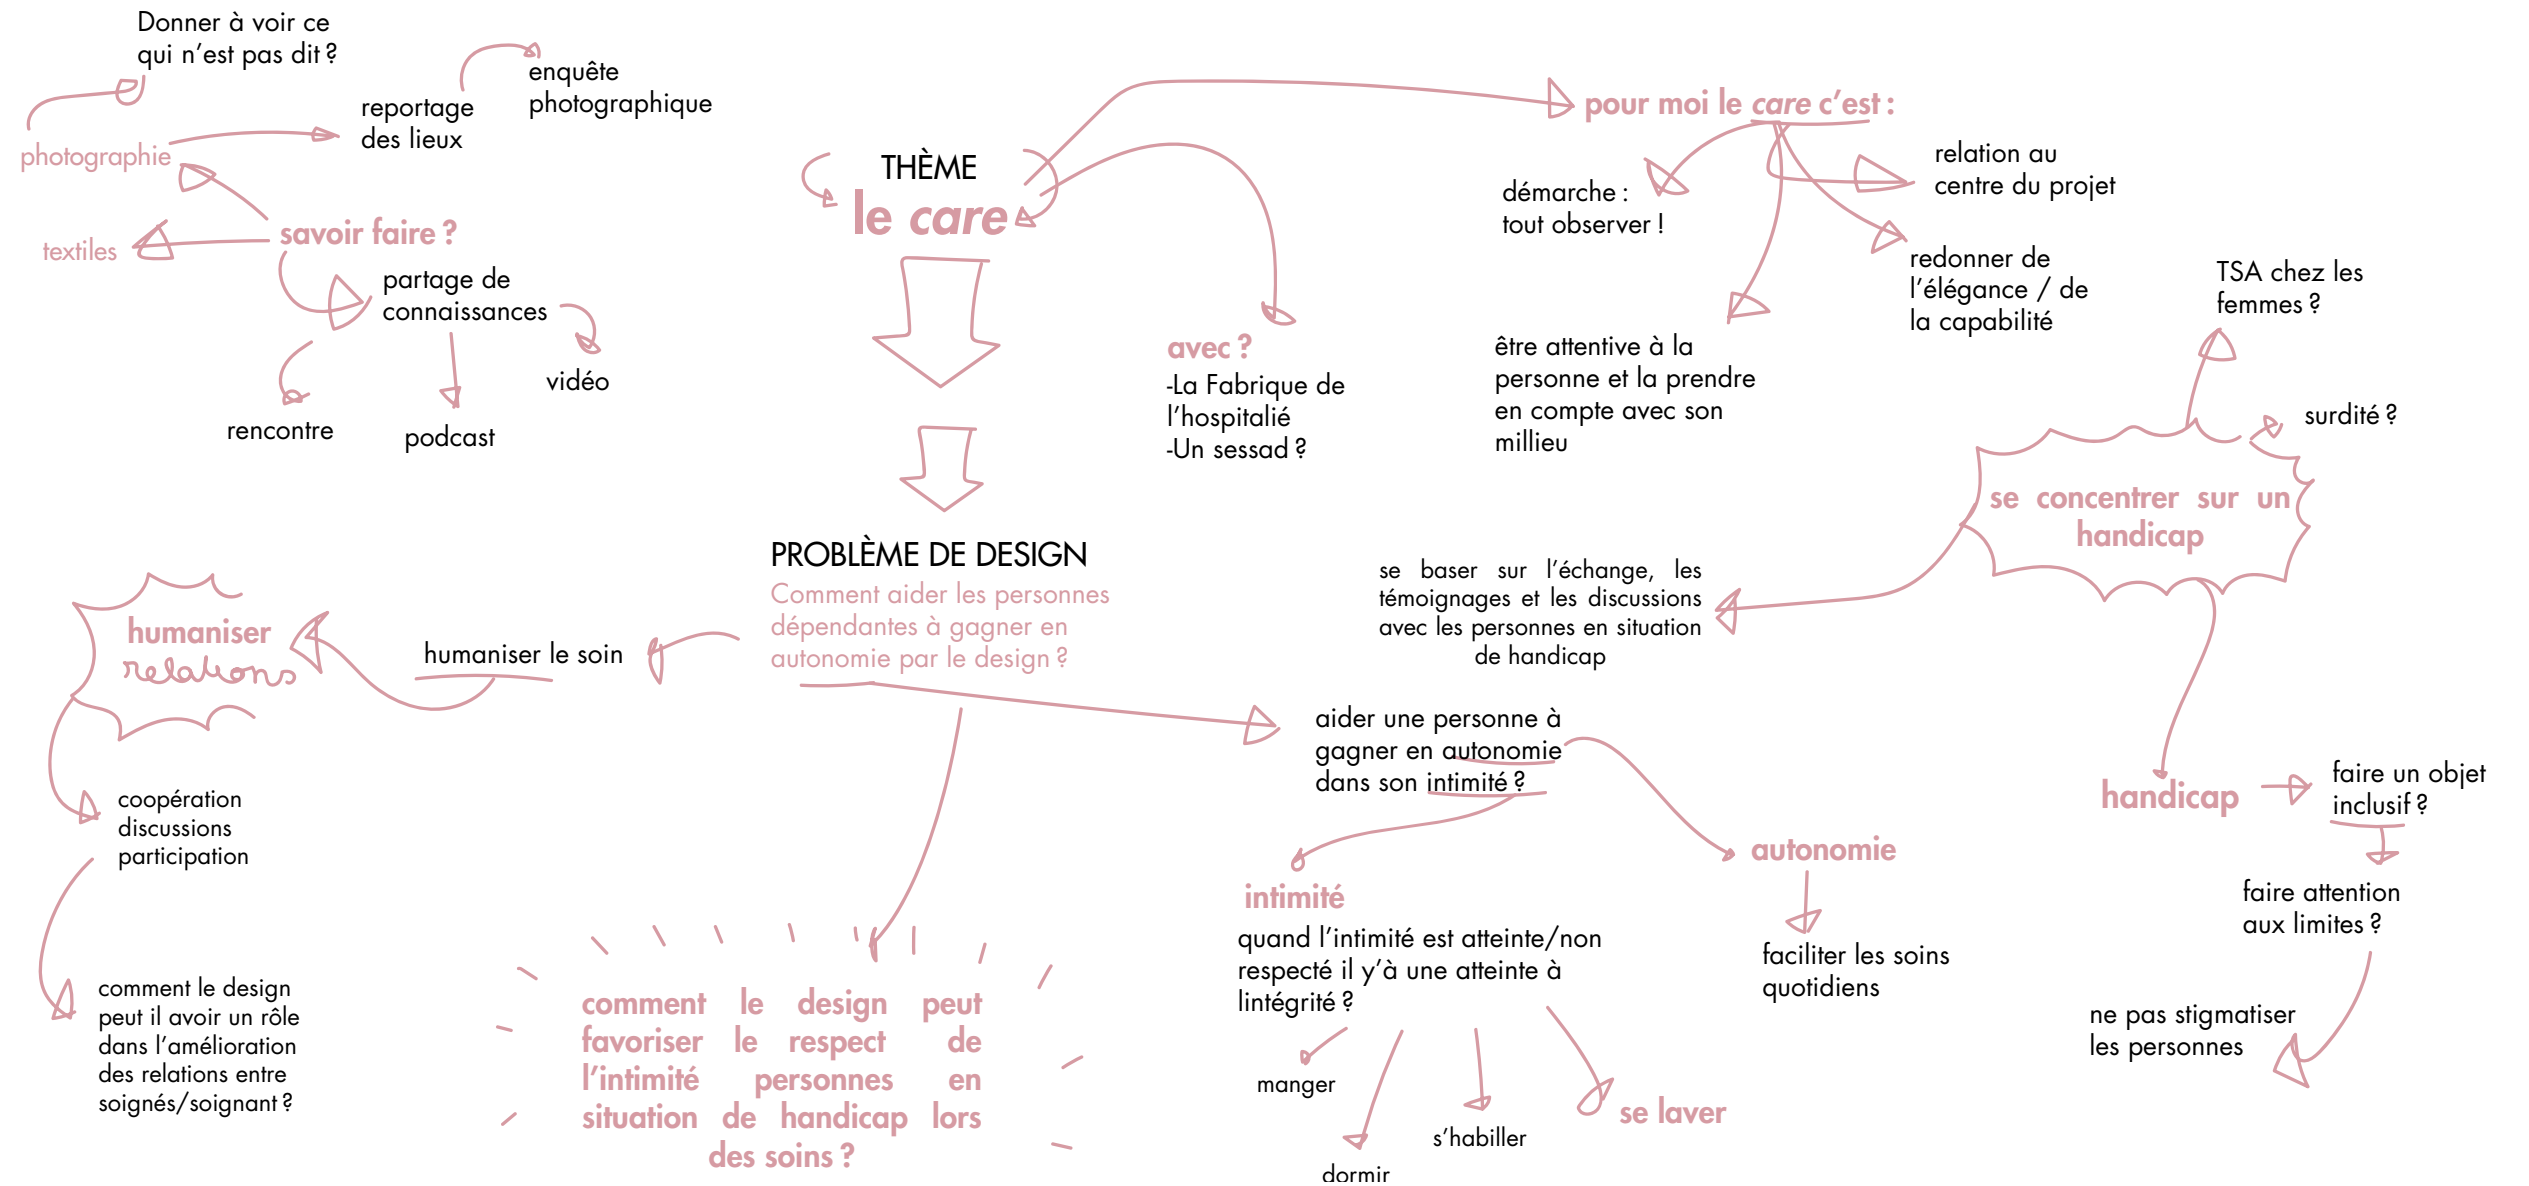 Donner à voir ce
qui n'est pas dit ?
reportage
des lieux
enquête
photographique
photographie
textiles
savoir faire ?
partage de
connaissances
rencontre
podcast
vidéo
THÈME
le care
avec ?
-La Fabrique de
l'hospitalié
-Un sessad ?
pour moi le care c'est :
démarche :
tout observer !
relation au
centre du projet
redonner de
l'élégance / de
la capabilité
être attentive à la
personne et la prendre
en compte avec son
millieu
TSA chez les
femmes ?
surdité ?
se concentrer sur un
handicap
se baser sur l'échange, les
témoignages et les discussions
avec les personnes en situation
de handicap
PROBLÈME DE DESIGN
Comment aider les personnes
dépendantes à gagner en
autonomie par le design ?
humaniser le soin
humaniser
relations
coopération
discussions
participation
comment le design
peut il avoir un rôle
dans l'amélioration
des relations entre
soignés/soignant ?
comment le design peut
favoriser le respect de
l'intimité personnes en
situation de handicap lors
des soins ?
aider une personne à
gagner en autonomie
dans son intimité ?
intimité
quand l'intimité est atteinte/non
respecté il y'à une atteinte à
lintégrité ?
manger
dormir
s'habiller
se laver
autonomie
faciliter les soins
quotidiens
handicap
faire un objet
inclusif ?
faire attention
aux limites ?
ne pas stigmatiser
les personnes